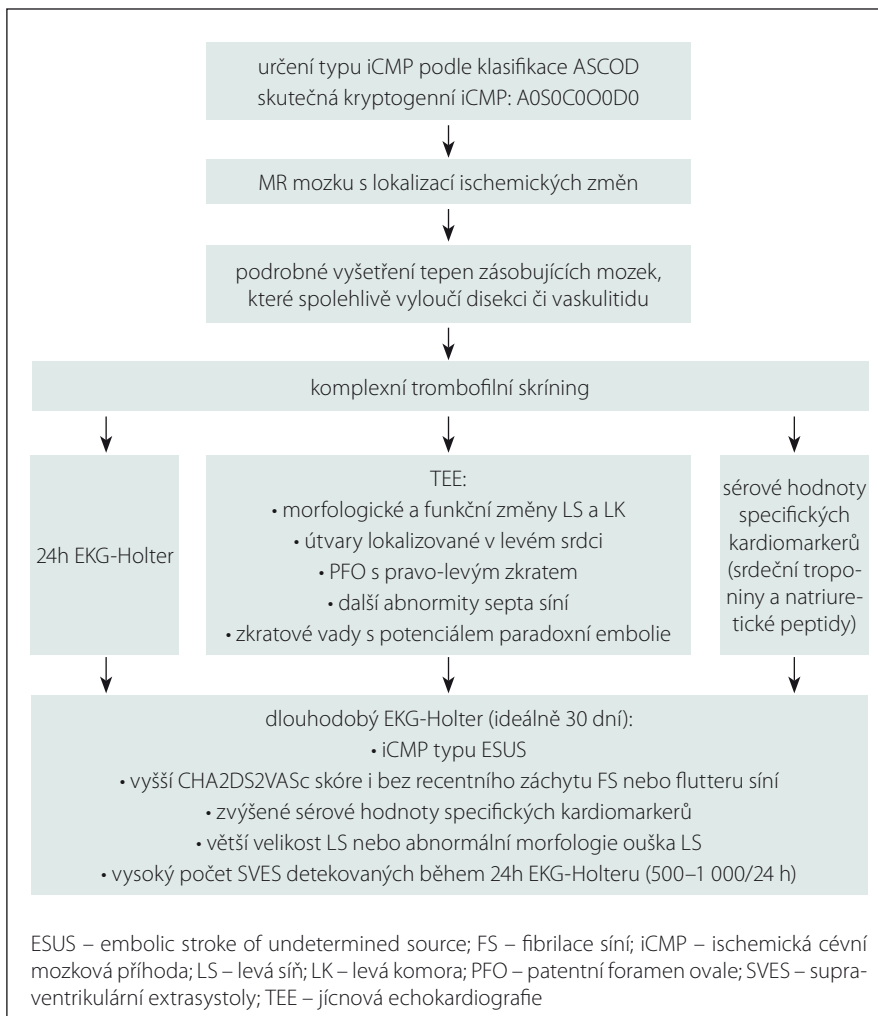 určení typu iCMP podle klasifikace ASCOD
skutečná kryptogenní iCMP: A0S0C0O0D0
MR mozku s lokalizací ischemických změn
podrobné vyšetření tepen zásobujících mozek,
které spolehlivě vyloučí disekci či vaskulitidu
komplexní trombofilní skríning
24h EKG-Holter
TEE:
• morfologické a funkční změny LS a LK
• útvary lokalizované v levém srdci
• PFO s pravo-levým zkratem
• další abnormity septa síní
• zkratové vady s potenciálem paradoxní embolie
sérové hodnoty
specifických
kardiomarkerů
(srdeční tropo-
niny a natriure-
tické peptidy)
dlouhodobý EKG-Holter (ideálně 30 dní):
• iCMP typu ESUS
• vyšší CHA2DS2VASc skóre i bez recentního záchytu FS nebo flutteru síní
• zvýšené sérové hodnoty specifických kardiomarkerů
• větší velikost LS nebo abnormální morfologie ouška LS
• vysoký počet SVES detekovaných během 24h EKG-Holteru (500–1 000/24 h)
ESUS – embolic stroke of undetermined source; FS – fibrilace síní; iCMP – ischemická cévní
mozková příhoda; LS – levá síň; LK – levá komora; PFO – patentní foramen ovale; SVES – supra-
ventrikulární extrasystoly; TEE – jícnová echokardiografie